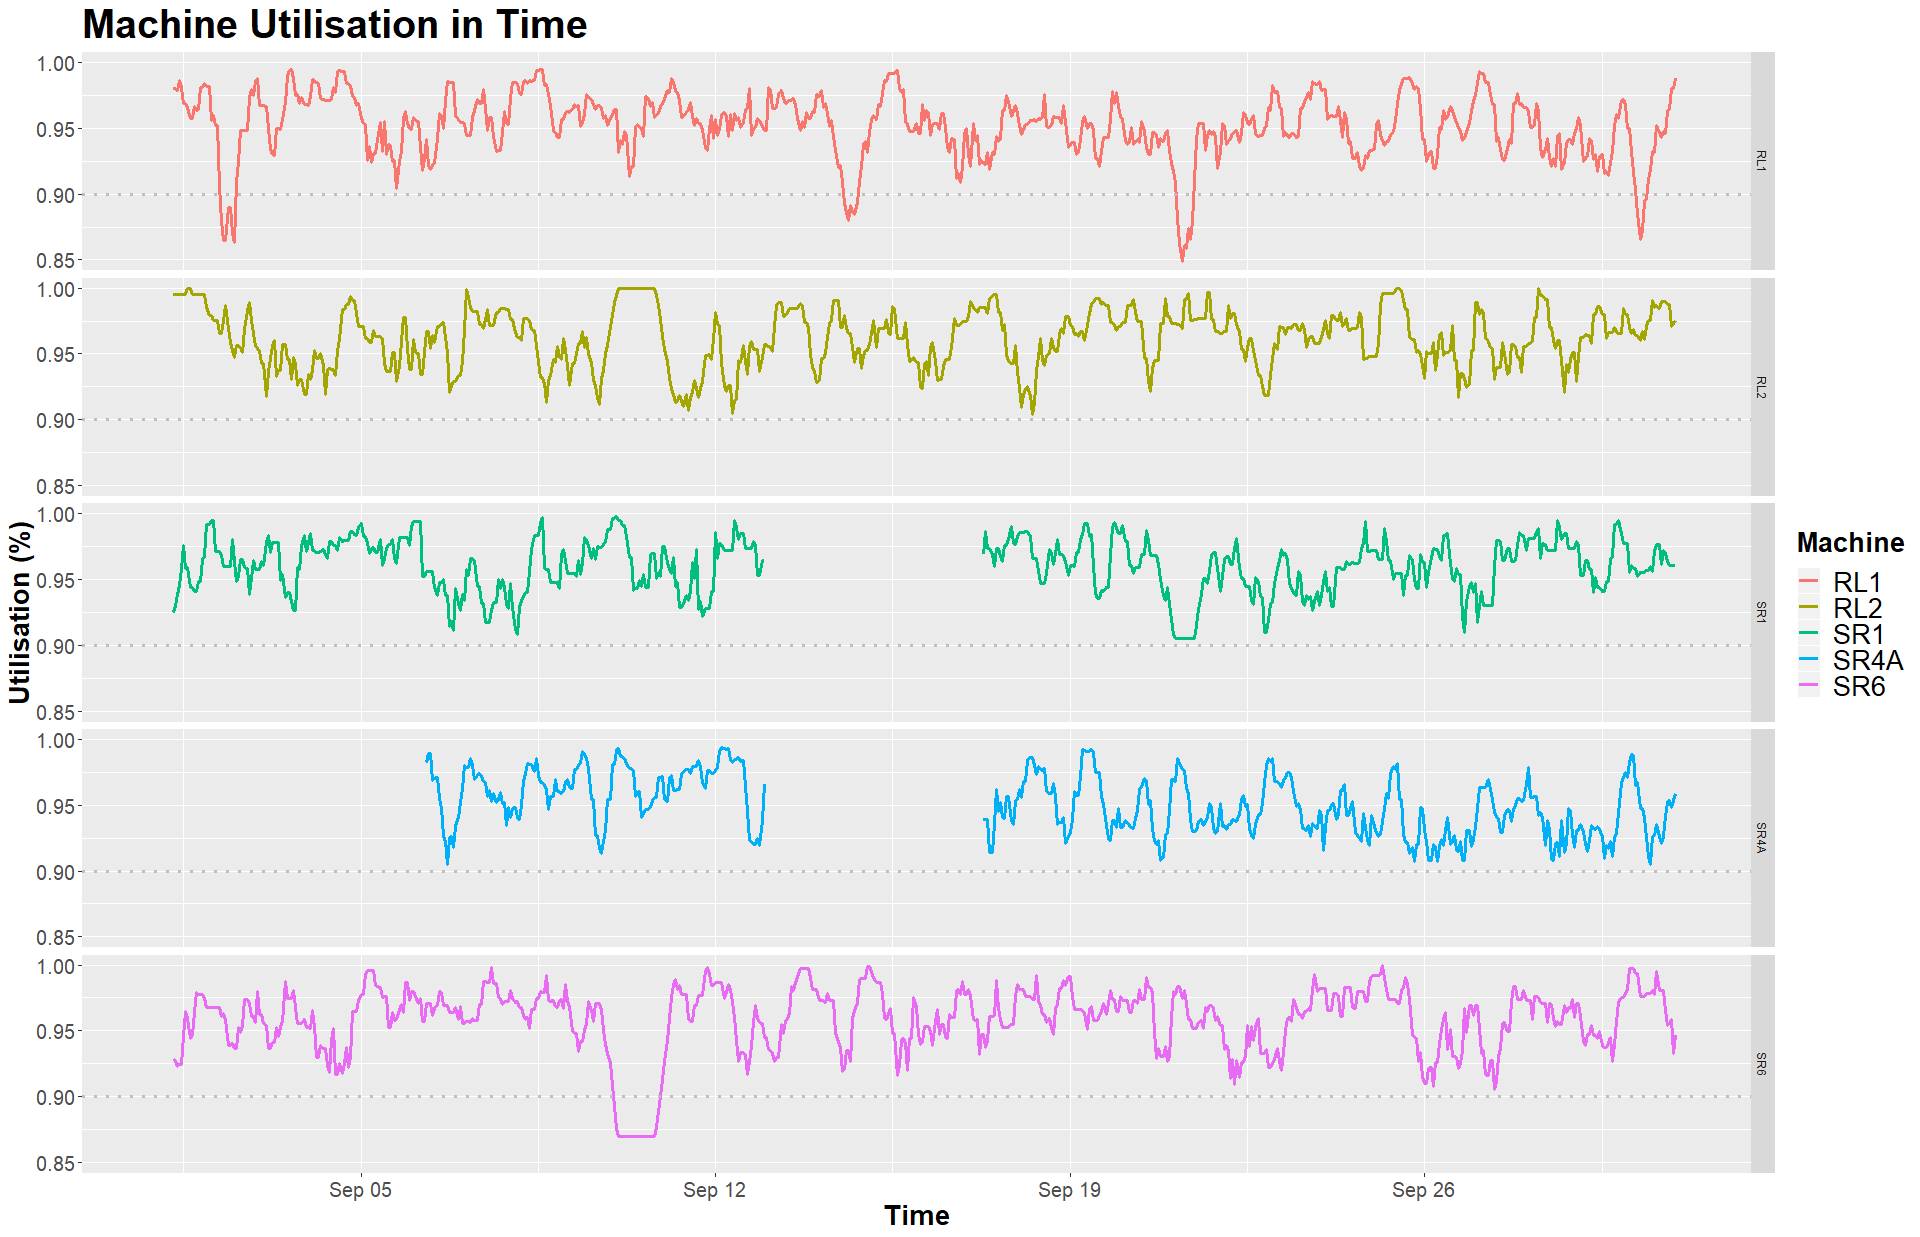 Machine Utilisation in Time
Utilisation (%)
1.00
0.95
0.90
0.85
RL1
1.00
0.95
0.90
0.85
RL2
1.00
0.95
0.90
0.85
SR1
1.00
0.95
0.90
0.85
SR4A
1.00
0.95
0.90
0.85
SR6
Sep 05
Sep 12
Sep 19
Sep 26
Time
Machine
RL1
RL2
SR1
SR4A
SR6